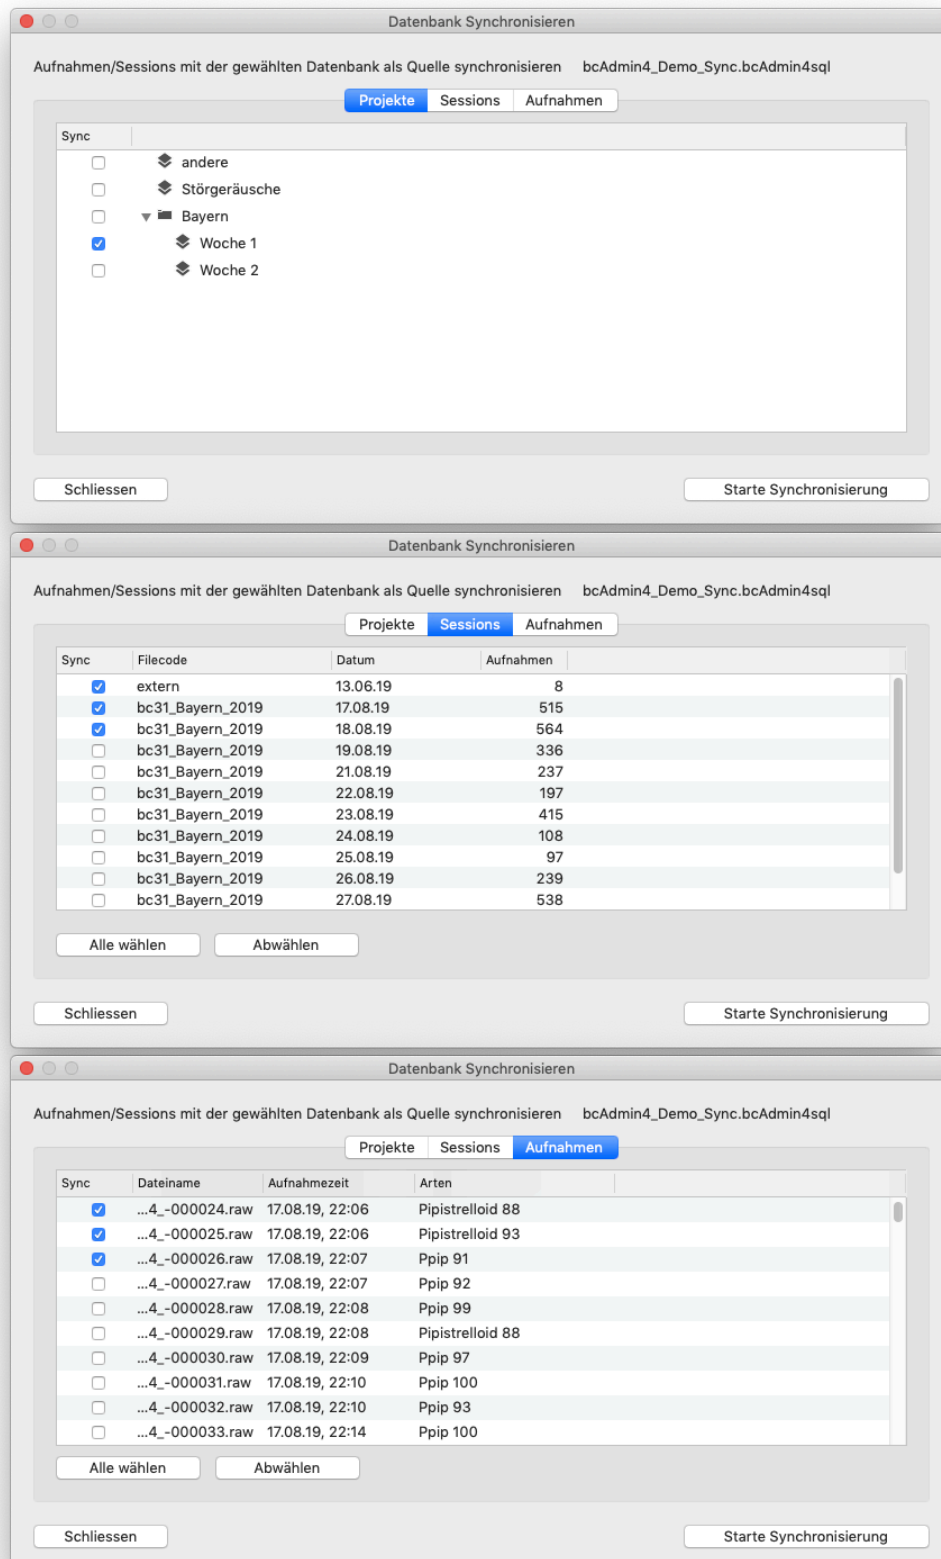 Datenbank Synchronisieren
Aufnahmen/Sessions mit der gewählten Datenbank als Quelle synchronisieren bcAdmin4_Demo_Sync.bcAdmin4sql
Projekte Sessions Aufnahmen
Sync
andere
Störgeräusche
Bayern
Woche 1
Woche 2
Schliessen Starte Synchronisierung
Datenbank Synchronisieren
Aufnahmen/Sessions mit der gewählten Datenbank als Quelle synchronisieren bcAdmin4_Demo_Sync.bcAdmin4sql
Projekte Sessions Aufnahmen
Sync Filecode Datum Aufnahmen
extern 13.06.19 8
bc31_Bayern_2019 17.08.19 515
bc31_Bayern_2019 18.08.19 564
bc31_Bayern_2019 19.08.19 336
bc31_Bayern_2019 21.08.19 237
bc31_Bayern_2019 22.08.19 197
bc31_Bayern_2019 23.08.19 415
bc31_Bayern_2019 24.08.19 108
bc31_Bayern_2019 25.08.19 97
bc31_Bayern_2019 26.08.19 239
bc31_Bayern_2019 27.08.19 538
Alle wählen Abwählen
Schliessen Starte Synchronisierung
Datenbank Synchronisieren
Aufnahmen/Sessions mit der gewählten Datenbank als Quelle synchronisieren bcAdmin4_Demo_Sync.bcAdmin4sql
Projekte Sessions Aufnahmen
Sync Dateiname Aufnahmezeit Arten
...4_-000024.raw 17.08.19, 22:06 Pipistrelloid 88
...4_-000025.raw 17.08.19, 22:06 Pipistrelloid 93
...4_-000026.raw 17.08.19, 22:07 Ppip 91
...4_-000027.raw 17.08.19, 22:07 Ppip 92
...4_-000028.raw 17.08.19, 22:08 Ppip 99
...4_-000029.raw 17.08.19, 22:08 Pipistrelloid 88
...4_-000030.raw 17.08.19, 22:09 Ppip 97
...4_-000031.raw 17.08.19, 22:10 Ppip 100
...4_-000032.raw 17.08.19, 22:10 Ppip 93
...4_-000033.raw 17.08.19, 22:14 Ppip 100
Alle wählen Abwählen
Schliessen Starte Synchronisierung